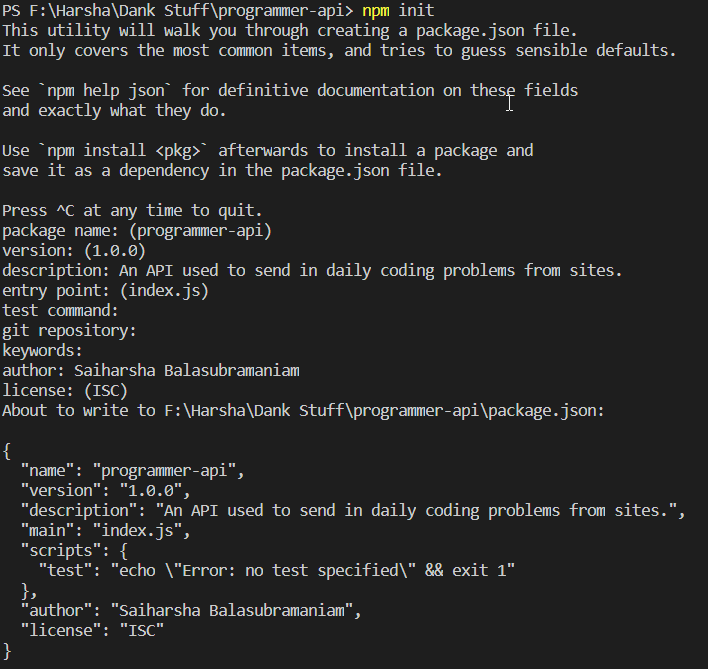 PS F:\Harsha\Dank Stuff\programmer-api> npm init
This utility will walk you through creating a package.json file.
It only covers the most common items, and tries to guess sensible defaults.
See `npm help json` for definitive documentation on these fields
and exactly what they do.
Use `npm install <pkg>` afterwards to install a package and
save it as a dependency in the package.json file.
Press ^C at any time to quit.
package name: (programmer-api)
version: (1.0.0)
description: An API used to send in daily coding problems from sites.
entry point: (index.js)
test command:
git repository:
keywords:
author: Saiharsha Balasubramaniam
license: (ISC)
About to write to F:\Harsha\Dank Stuff\programmer-api\package.json:
{
  "name": "programmer-api",
  "version": "1.0.0",
  "description": "An API used to send in daily coding problems from sites.",
  "main": "index.js",
  "scripts": {
    "test": "echo \"Error: no test specified\" && exit 1"
  },
  "author": "Saiharsha Balasubramaniam",
  "license": "ISC"
}